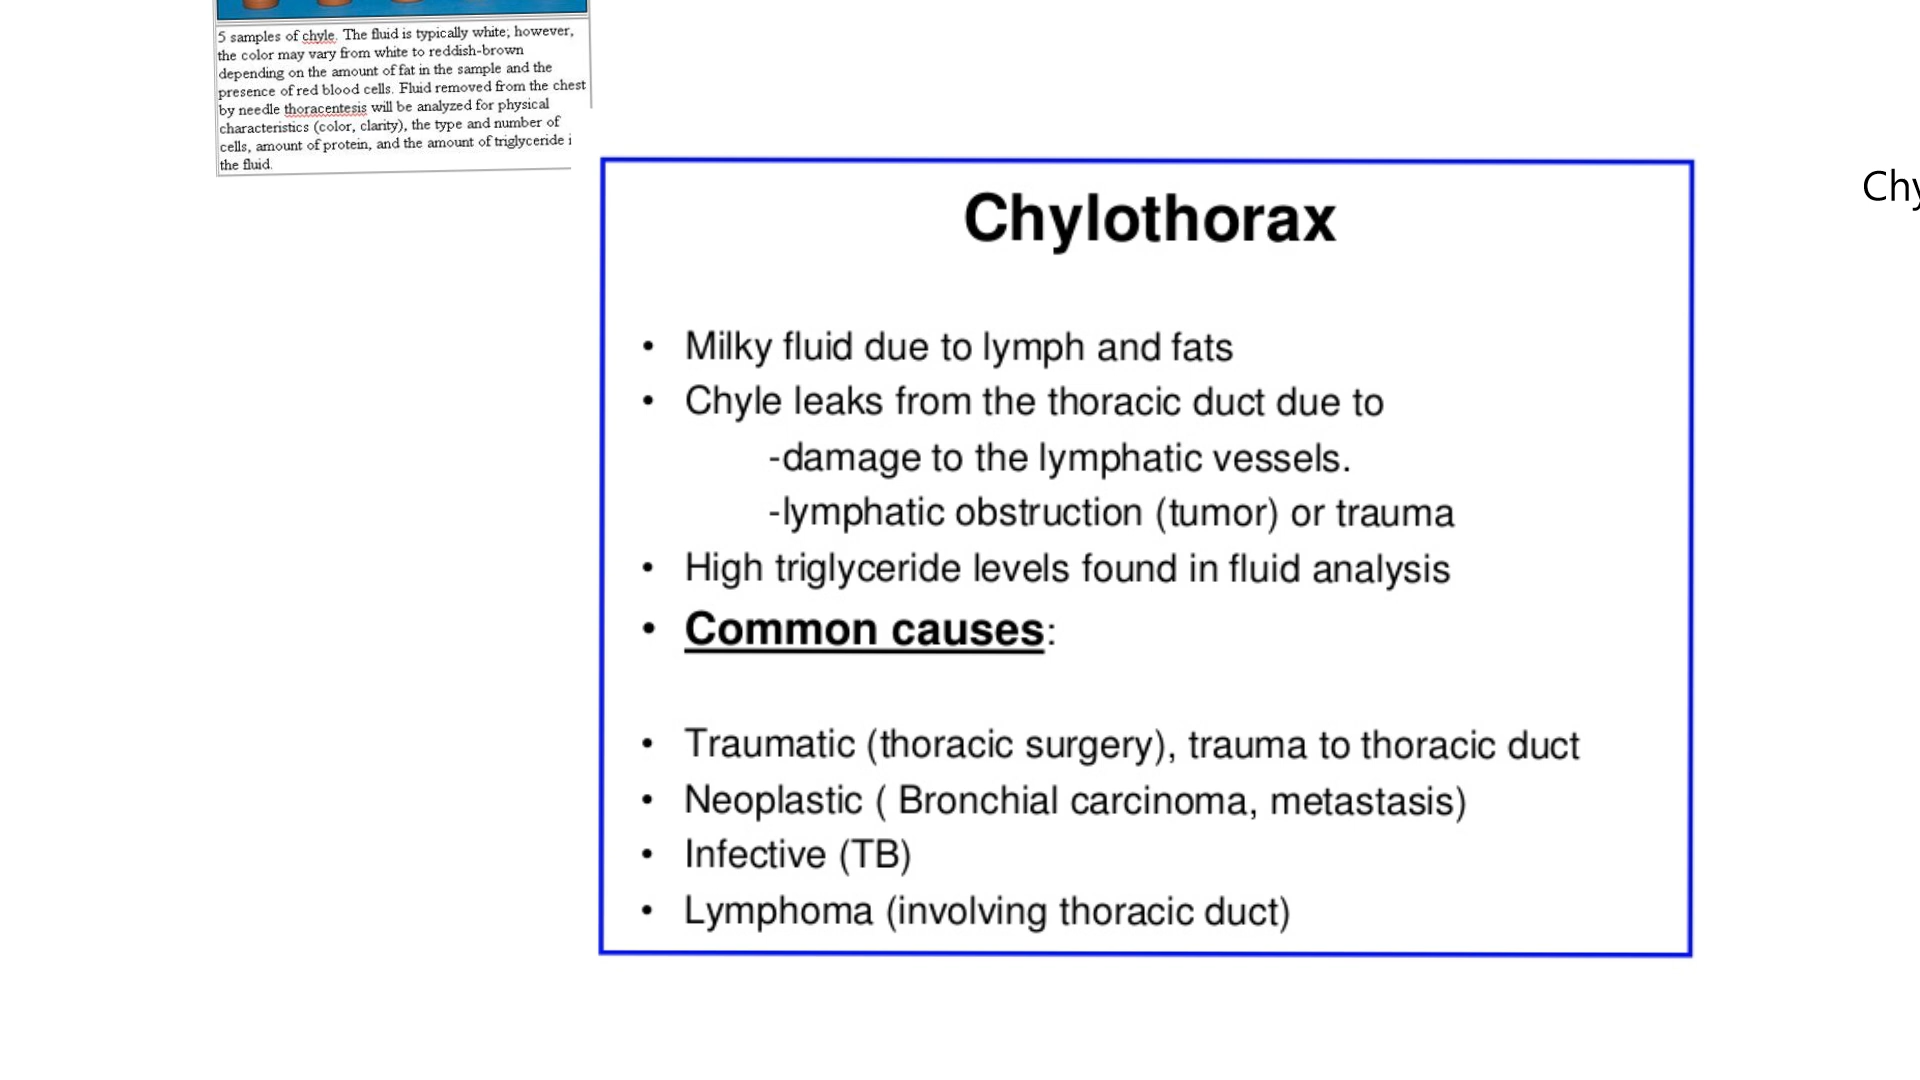 5 samples of chyle. The fluid is typically white; however,
the color may vary from white to reddish-brown
depending on the amount of fat in the sample and the
presence of red blood cells. Fluid removed from the chest
by needle thoracentesis will be analyzed for physical
characteristics (color, clarity), the type and number of
cells, amount of protein, and the amount of triglyceride
the fluid.
Chylothorax
• Milky fluid due to lymph and fats
• Chyle leaks from the thoracic duct due to
-damage to the lymphatic vessels.
-lymphatic obstruction (tumor) or trauma
• High triglyceride levels found in fluid analysis
• Common causes:
• Traumatic (thoracic surgery), trauma to thoracic duct
• Neoplastic ( Bronchial carcinoma, metastasis)
• Infective (TB)
• Lymphoma (involving thoracic duct)